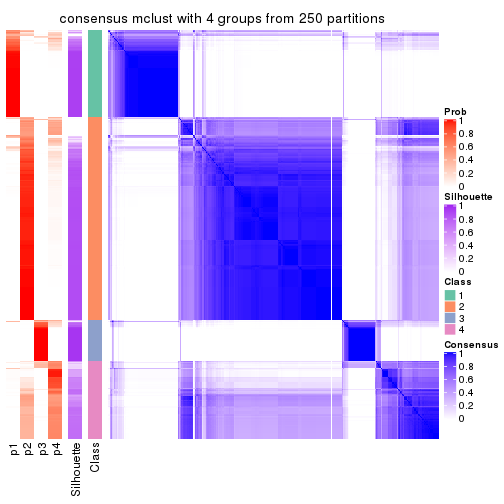 consensus mclust with 4 groups from 250 partitions
Prob
1
0.8
0.6
0.4
0.2
0
Silhouette
1
0.8
0.6
0.4
0.2
0
Class
1
2
3
4
Consensus
1
0.8
0.6
0.4
0.2
0
p1
p2
p3
p4
Silhouette
Class